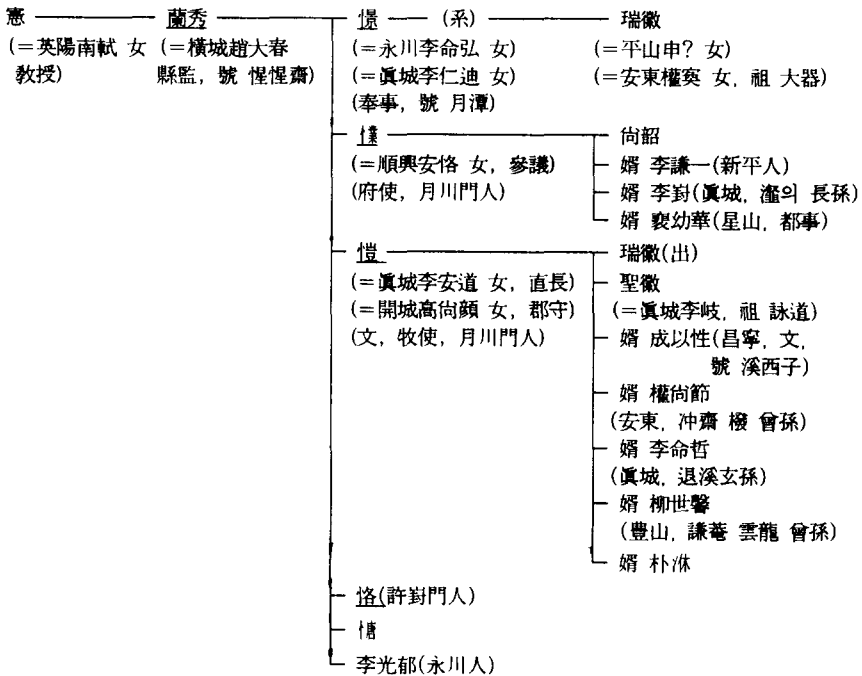 憲 蘭秀 憬 (系) 瑞徽
(=英陽南軾 女 (=橫城趙大春 (=永川李命弘 女) (=平山申? 女)
敎授) 縣監, 號 惺惺齋) (=眞城李仁迪 女) (=安東權窽 女, 祖 大器)
(奉事, 號 月潭)
㦨 尙韶
(=順興安恪 女, 參議) 婿 李謙一(新平人)
(府使, 月川門人) 婿 李尌(眞城, 瀣의 長孫)
婿 裵幼華(星山, 都事)
愷 瑞徽(出)
(=眞城李安道 女, 直長) 聖徽
(=開城高尙顔 女, 郡守) (=眞城李岐, 祖 詠道)
(文, 牧使, 月川門人) 婿 成以性(昌寧, 文,
號 溪西子)
婿 權尙節
(安東, 冲齋 橃 曾孫)
婿 李命哲
(眞城, 退溪玄孫)
婿 柳世馨
(豊山, 謙菴 雲龍 曾孫)
婿 朴
恪(許篈門人)
慵
李光郁(永川人)